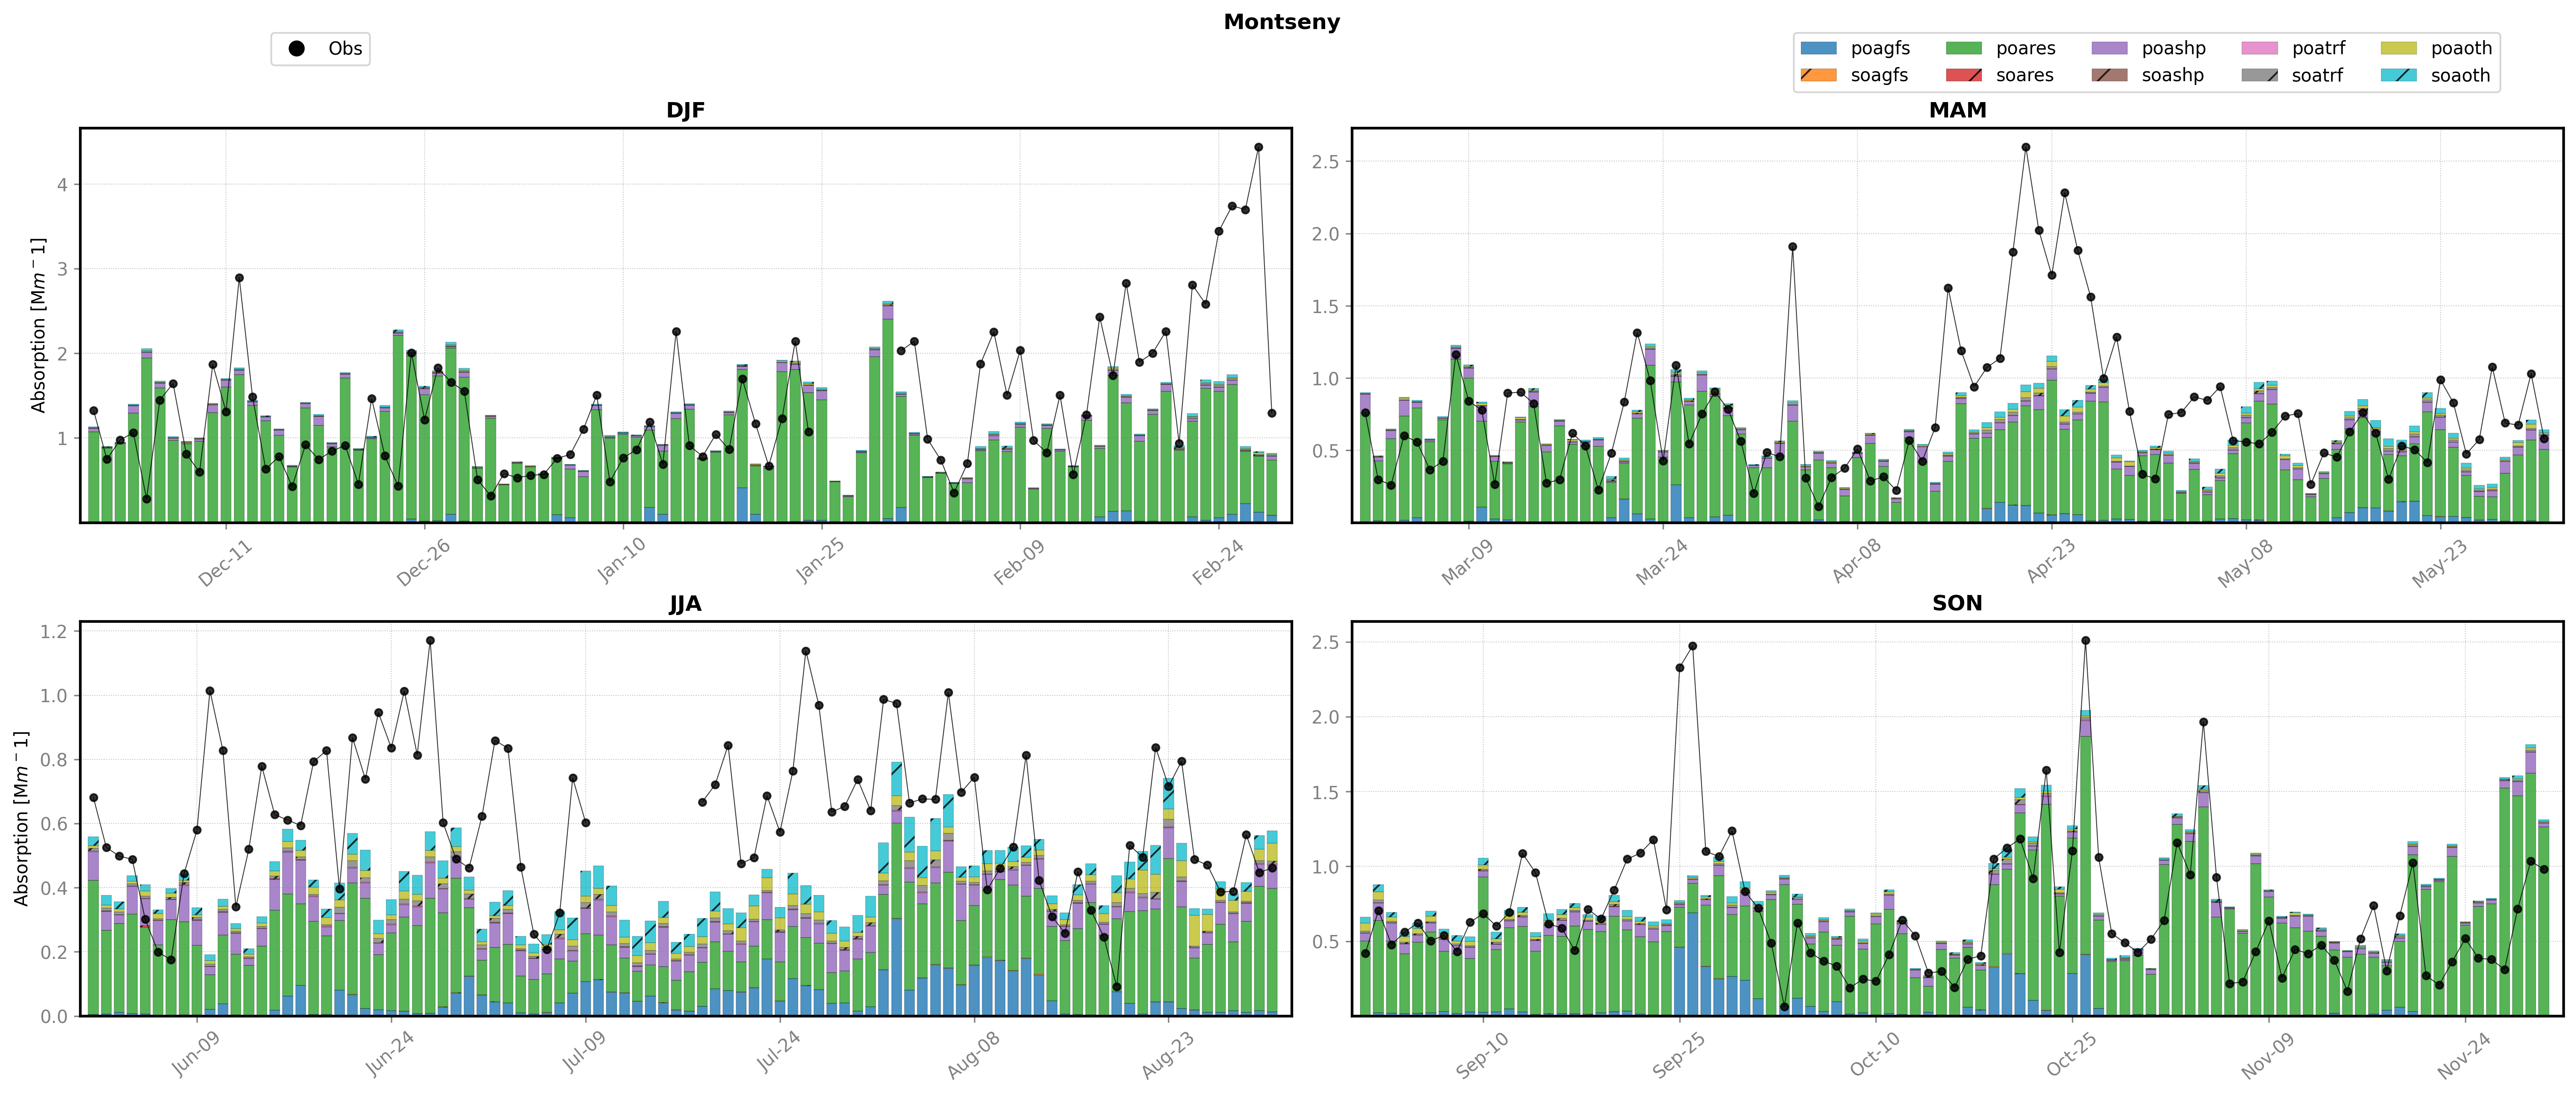 Montseny
Obs
poagfs poares poashp poatrf poaoth
soagfs soares soashp soatrf soaoth
DJF
MAM
Absorption [Mm^-1]
4
3
2
1
2.5
2.0
1.5
1.0
0.5
Dec-11 Dec-26 Jan-10 Jan-25 Feb-09 Feb-24
Mar-09 Mar-24 Apr-08 Apr-23 May-08 May-23
JJA
SON
Absorption [Mm^-1]
1.2
1.0
0.8
0.6
0.4
0.2
0.0
2.5
2.0
1.5
1.0
0.5
Jun-09 Jun-24 Jul-09 Jul-24 Aug-08 Aug-23
Sep-10 Sep-25 Oct-10 Oct-25 Nov-09 Nov-24